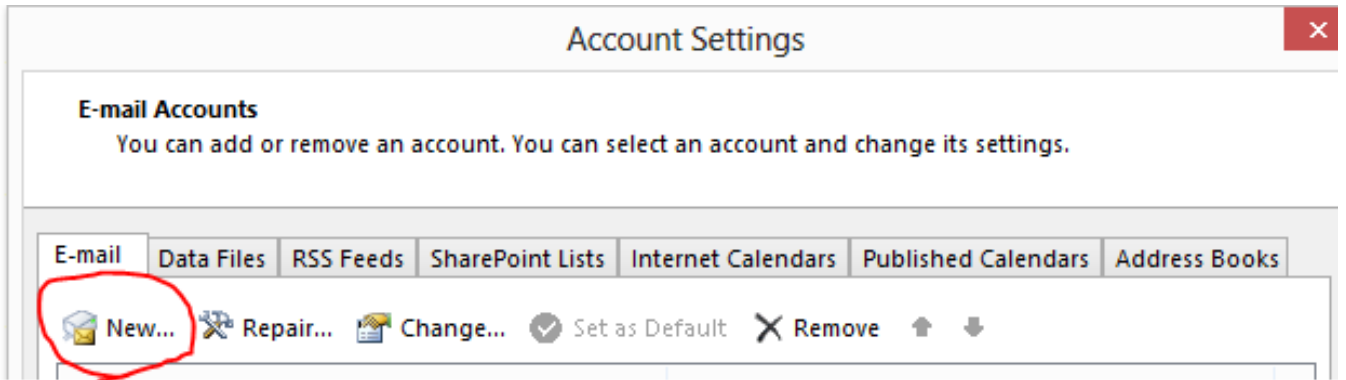 Account Settings
E-mail Accounts
You can add or remove an account. You can select an account and change its settings.
E-mail Data Files RSS Feeds SharePoint Lists Internet Calendars Published Calendars Address Books
New... Repair... Change... Set as Default Remove